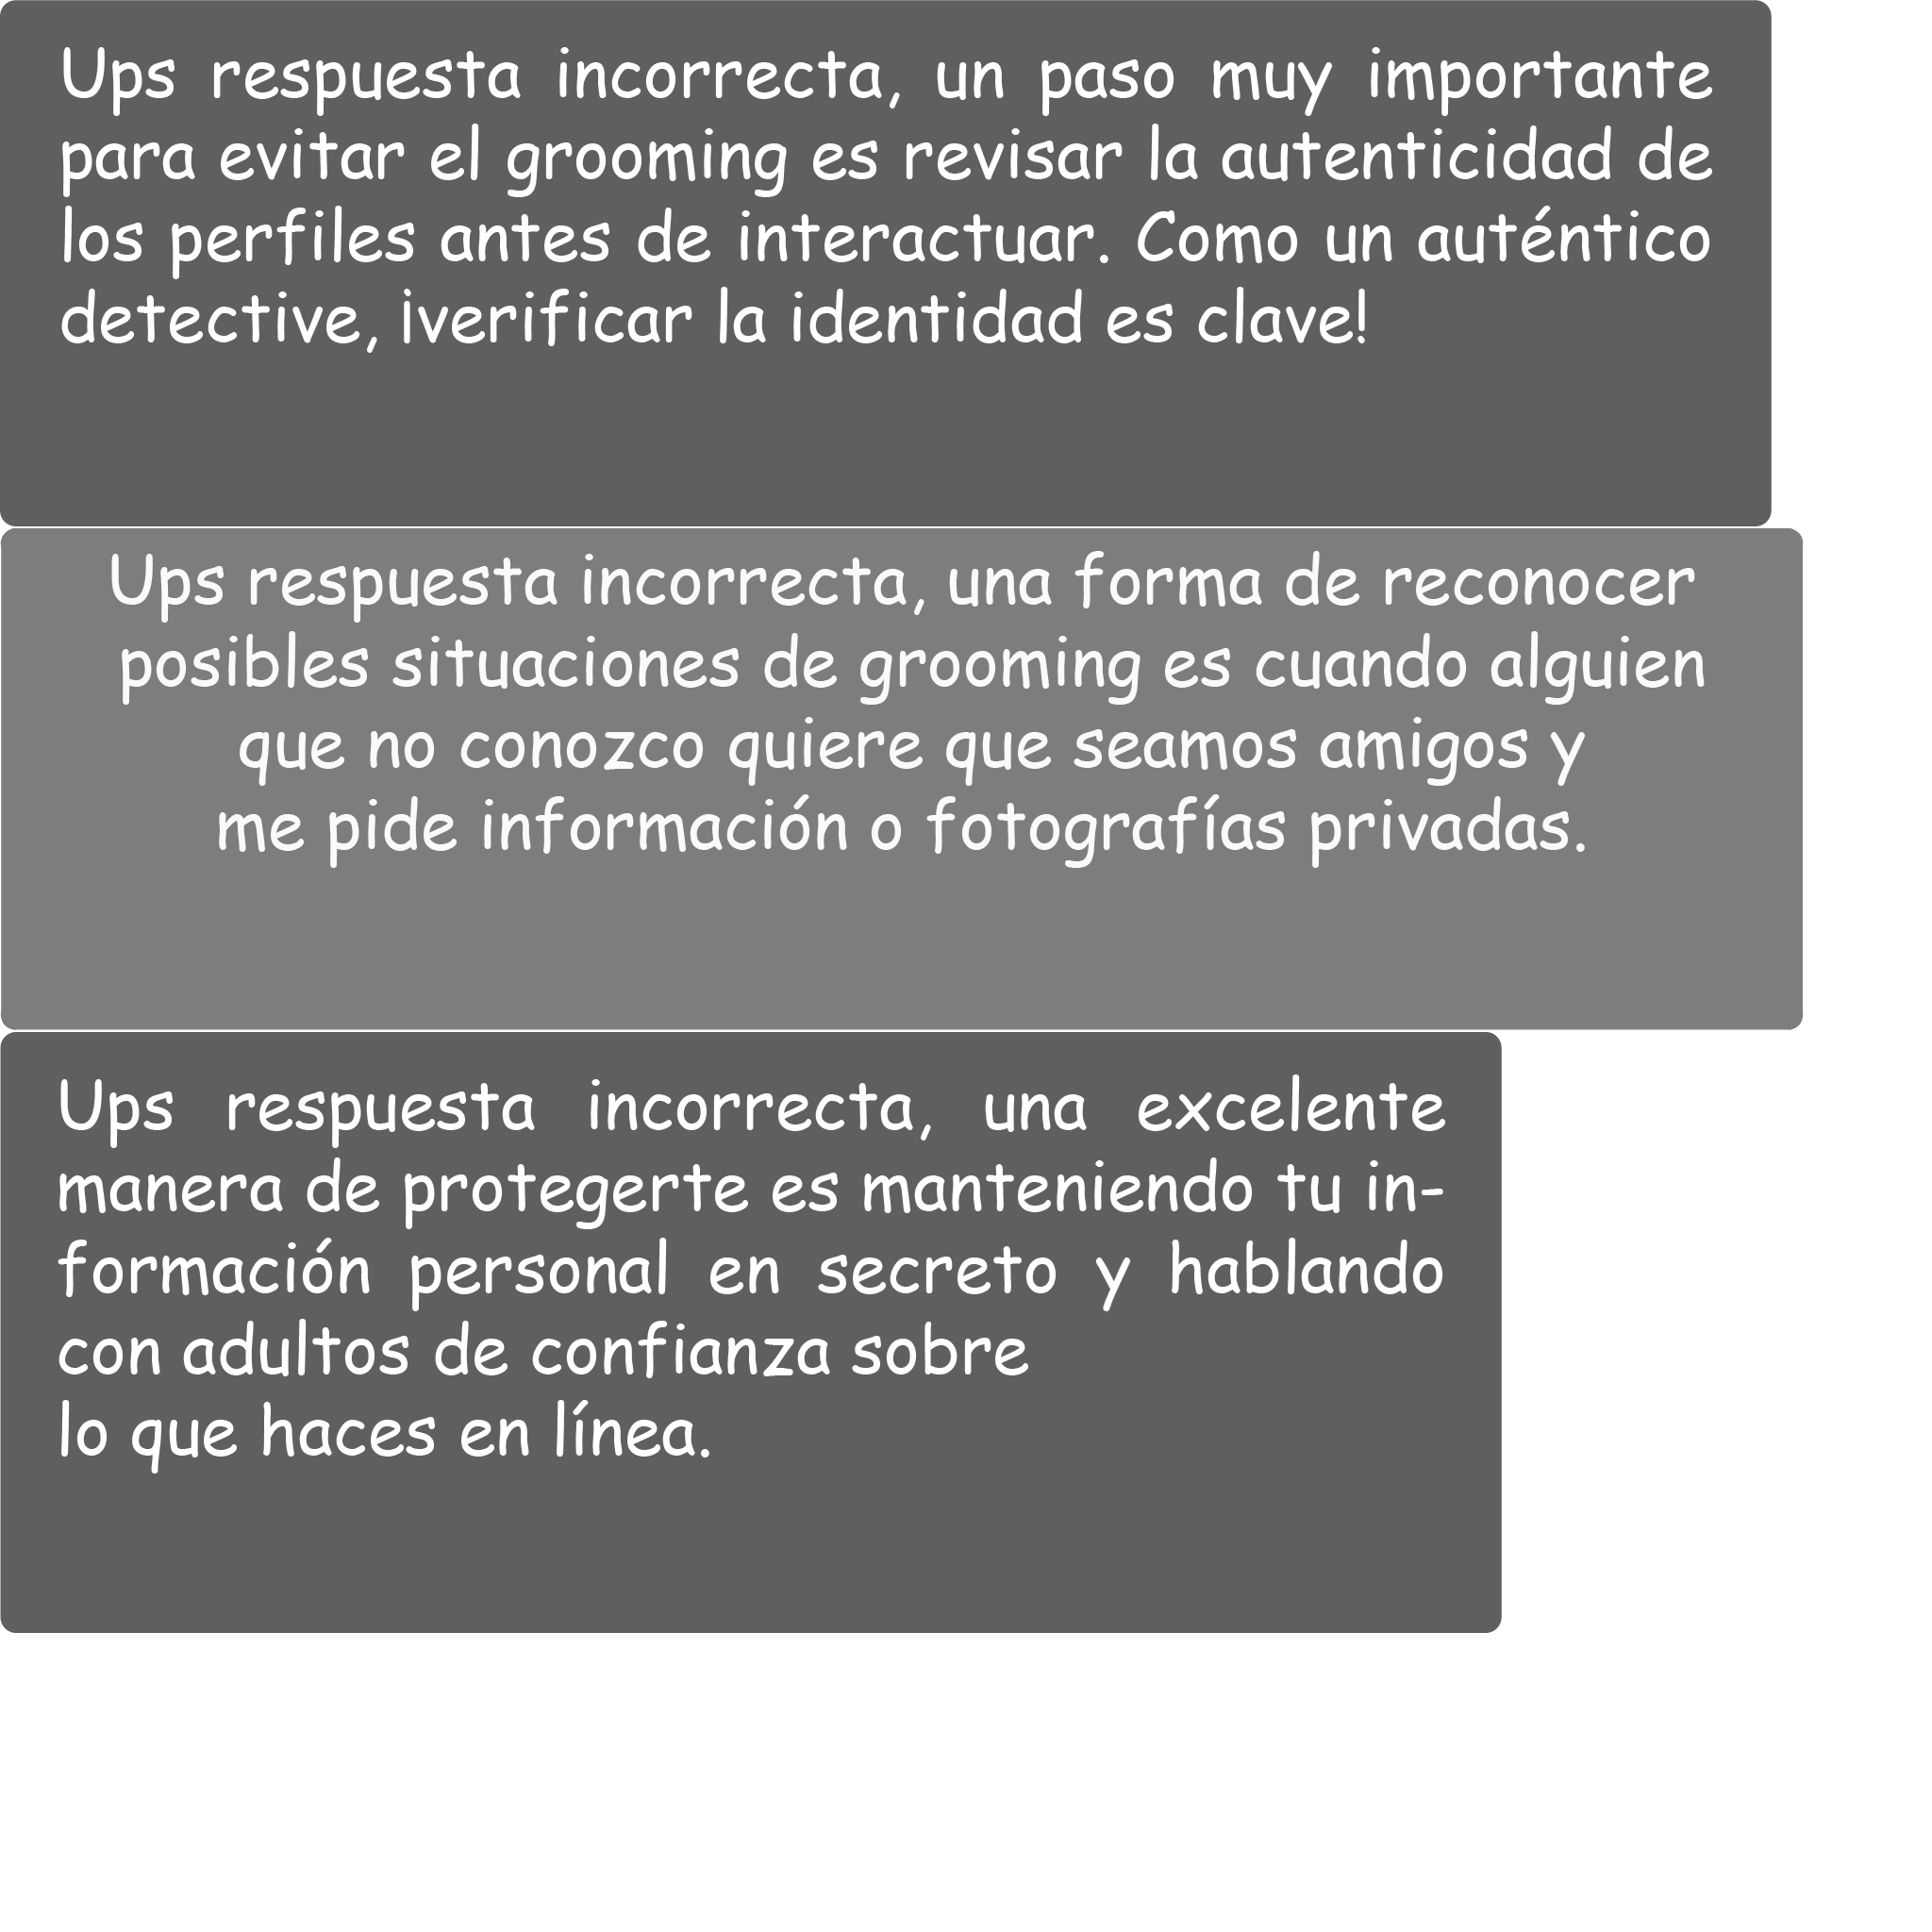 Ups respuesta incorrecta, un paso muy importante
para evitar el grooming es revisar la autenticidad de
los perfiles antes de interactuar. Como un auténtico
detective, ¡verificar la identidad es clave!
Ups respuesta incorrecta, una forma de reconocer
posibles situaciones de grooming es cuando alguien
que no conozco quiere que seamos amigos y
me pide información o fotografías privadas.
Ups respuesta incorrecta, una excelente
manera de protegerte es manteniendo tu in-
formación personal en secreto y hablando
con adultos de confianza sobre
lo que haces en línea.